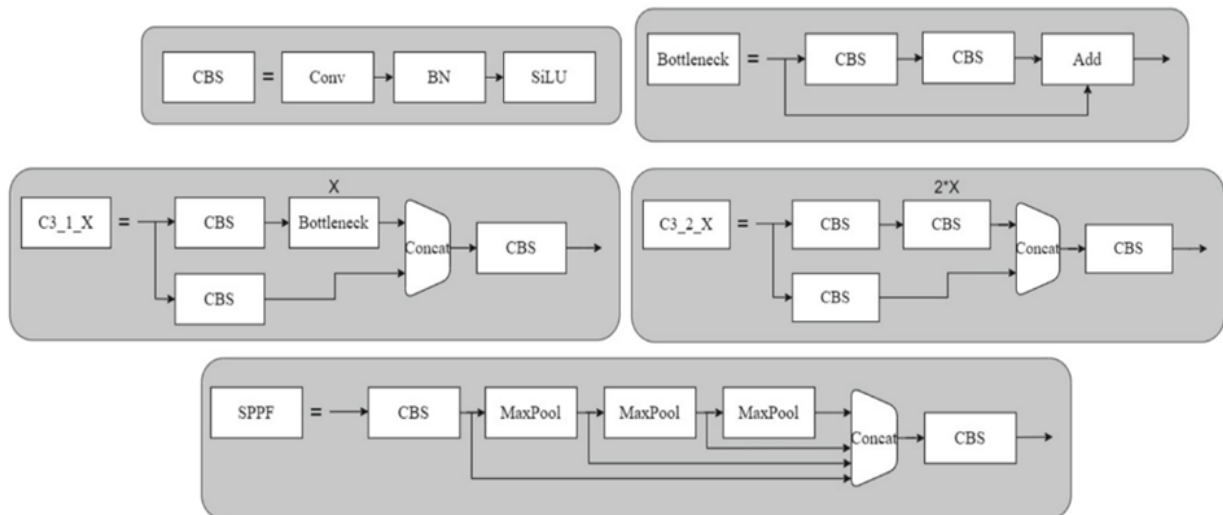 CBS = Conv BN SiLU
Bottleneck = CBS CBS Add
X
C3_1_X = CBS Bottleneck Concat CBS
CBS
2*X
C3_2_X = CBS CBS Concat CBS
CBS
SPPF = CBS MaxPool MaxPool MaxPool Concat CBS